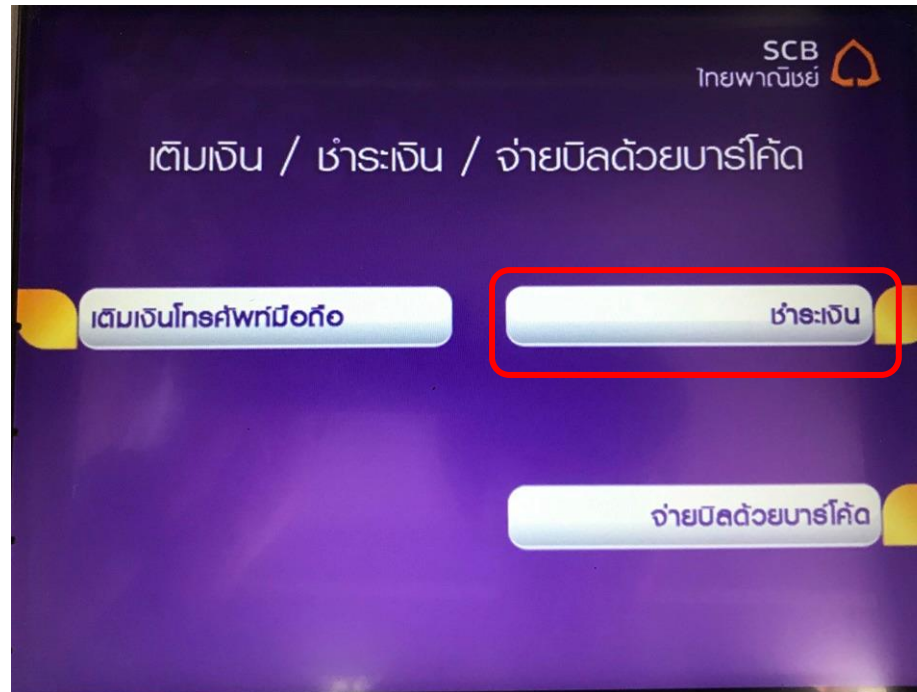 SCB
ไทยพาณิชย์
เติมเงิน / ชำระเงิน / จ่ายบิลด้วยบาร์โค้ด
เติมเงินโทรศัพท์มือถือ
ชำระเงิน
จ่ายบิลด้วยบาร์โค้ด